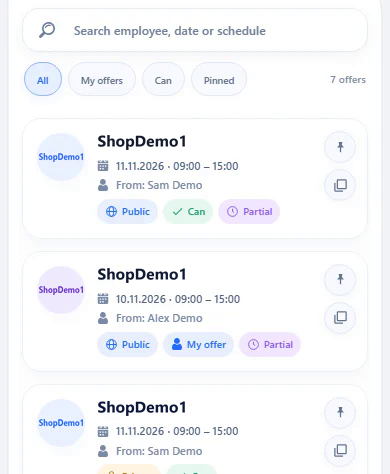 Search employee, date or schedule
All My offers Can Pinned 7 offers
ShopDemo1
ShopDemo1
11.11.2026 · 09:00 – 15:00
From: Sam Demo
Public Can Partial
ShopDemo1
ShopDemo1
10.11.2026 · 09:00 – 15:00
From: Alex Demo
Public My offer Partial
ShopDemo1
ShopDemo1
11.11.2026 · 09:00 – 15:00
From: Sam Demo